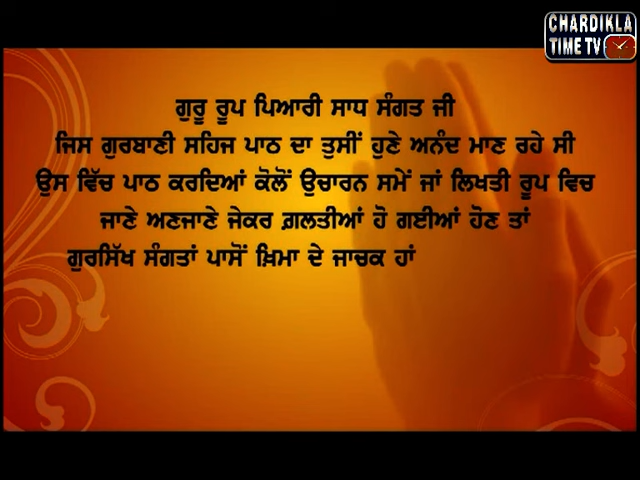 CHARDIKLA
TIME TV
ਗੁਰੂ ਰੂਪ ਪਿਆਰੀ ਸਾਧ ਸੰਗਤ ਜੀ
ਜਿਸ ਗੁਰਬਾਣੀ ਸਹਿਜ ਪਾਠ ਦਾ ਤੁਸੀਂ ਹੁਣੇ ਅਨੰਦ ਮਾਣ ਰਹੇ ਸੀ
ਉਸ ਵਿੱਚ ਪਾਠ ਕਰਦਿਆਂ ਕੋਲੋਂ ਉਚਾਰਨ ਸਮੇਂ ਜਾਂ ਲਿਖਤੀ ਰੂਪ ਵਿਚ
ਜਾਣੇ ਅਣਜਾਣੇ ਜੇਕਰ ਗ਼ਲਤੀਆਂ ਹੋ ਗਈਆਂ ਹੋਣ ਤਾਂ
ਗੁਰਸਿੱਖ ਸੰਗਤਾਂ ਪਾਸੋਂ ਖ਼ਿਮਾ ਦੇ ਜਾਚਕ ਹਾਂ